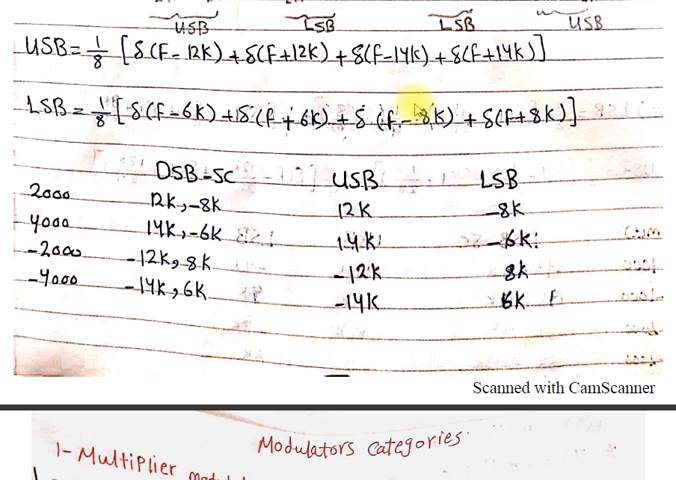 USB LSB LSB USB
USB = 1/8 [δ(F-12K)+δ(F+12K)+δ(F-14K)+δ(F+14K)]
LSB = 1/8 [δ(F-6K)+δ(f+6K)+δ(f-8K)+δ(F+8K)]
DSB-SC USB LSB
2000 12K,-8K 12K -8K
4000 14K,-6K 14K -6K
-2000 -12K,8K -12K 8K
-4000 -14K,6K -14K 6K
Scanned with CamScanner
Modulators Categories
1-Multiplier